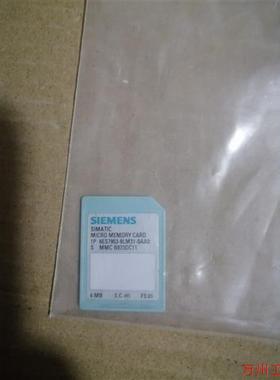 SIEMENS
SIMATIC
MICRO MEMORY CARD
1P 6ES7953-8LM31-0AA0
S MMC
4 MB